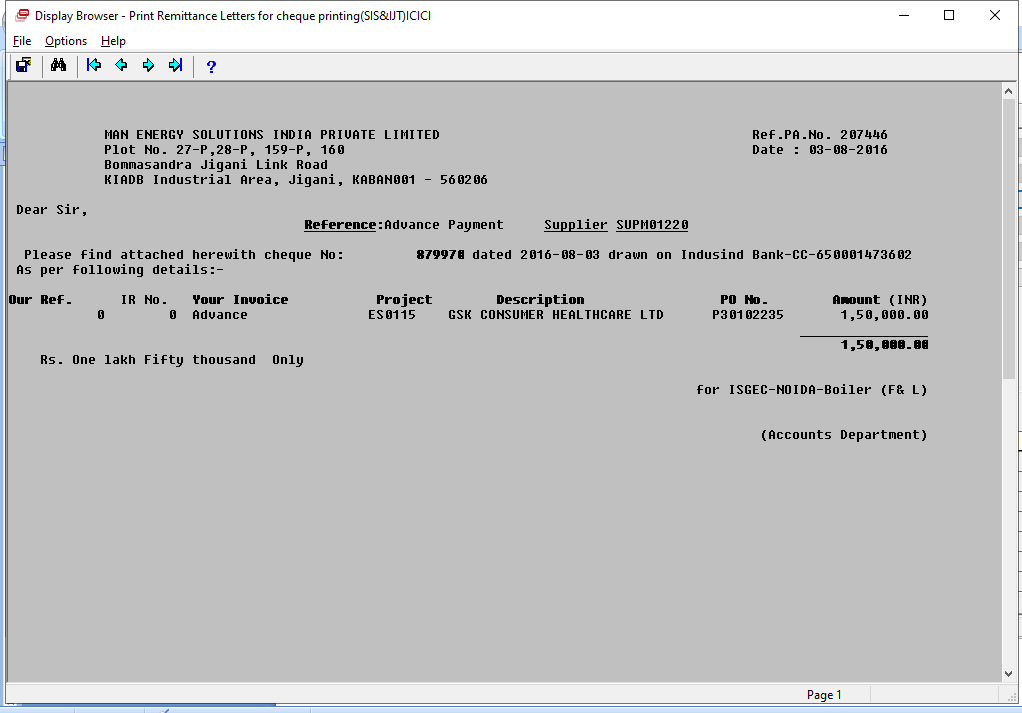 Display Browser - Print Remittance Letters for cheque printing(SIS&IJT)ICICI
File Options Help
?
MAN ENERGY SOLUTIONS INDIA PRIVATE LIMITED Ref.PA.No. 207446
Plot No. 27-P,28-P, 159-P, 160 Date : 03-08-2016
Bommasandra Jigani Link Road
KIADB Industrial Area, Jigani, KABAN001 - 560206
Dear Sir,
Reference:Advance Payment Supplier SUPM01220
Please find attached herewith cheque No: 879970 dated 2016-08-03 drawn on Indusind Bank-CC-650001473602
As per following details:-
Our Ref. IR No. Your Invoice Project Description PO No. Amount (INR)
0 0 Advance ES0115 GSK CONSUMER HEALTHCARE LTD P30102235 1,50,000.00
1,50,000.00
Rs. One lakh Fifty thousand Only
for ISGEC-NOIDA-Boiler (F& L)
(Accounts Department)
Page 1